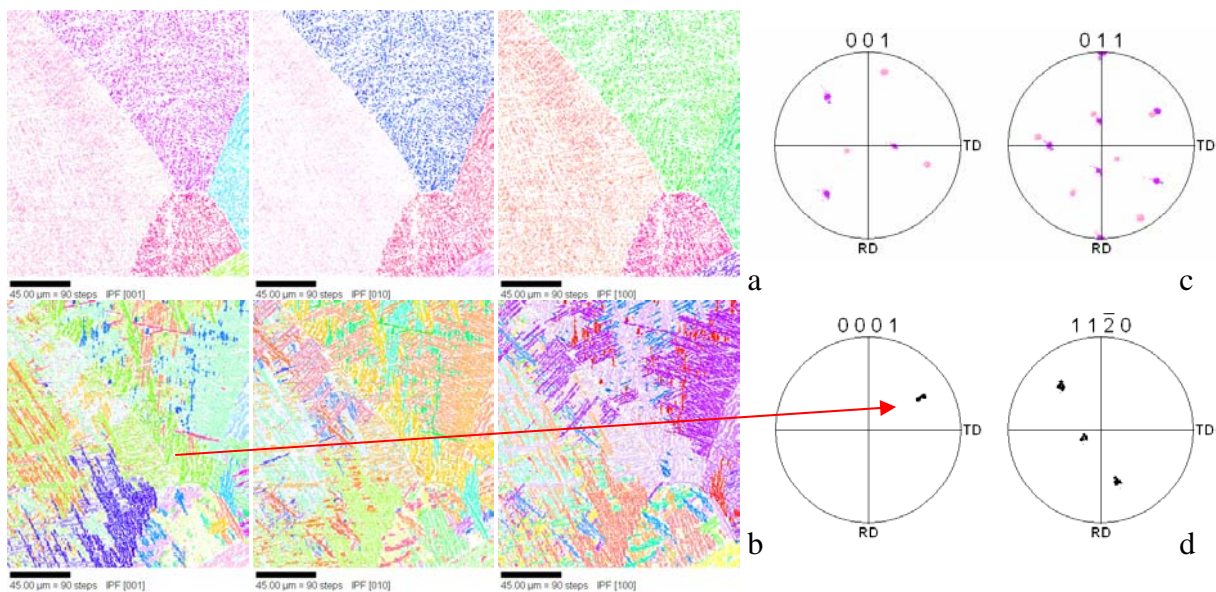 45.00 µm = 90 steps IPF [001]
45.00 µm = 90 steps IPF [010]
45.00 µm = 90 steps IPF [100]
a
0 0 1
TD
RD
0 1 1
TD
RD
c
45.00 µm = 90 steps IPF [001]
45.00 µm = 90 steps IPF [010]
45.00 µm = 90 steps IPF [100]
b
0 0 0 1
TD
RD
1 1 2̅ 0
TD
RD
d